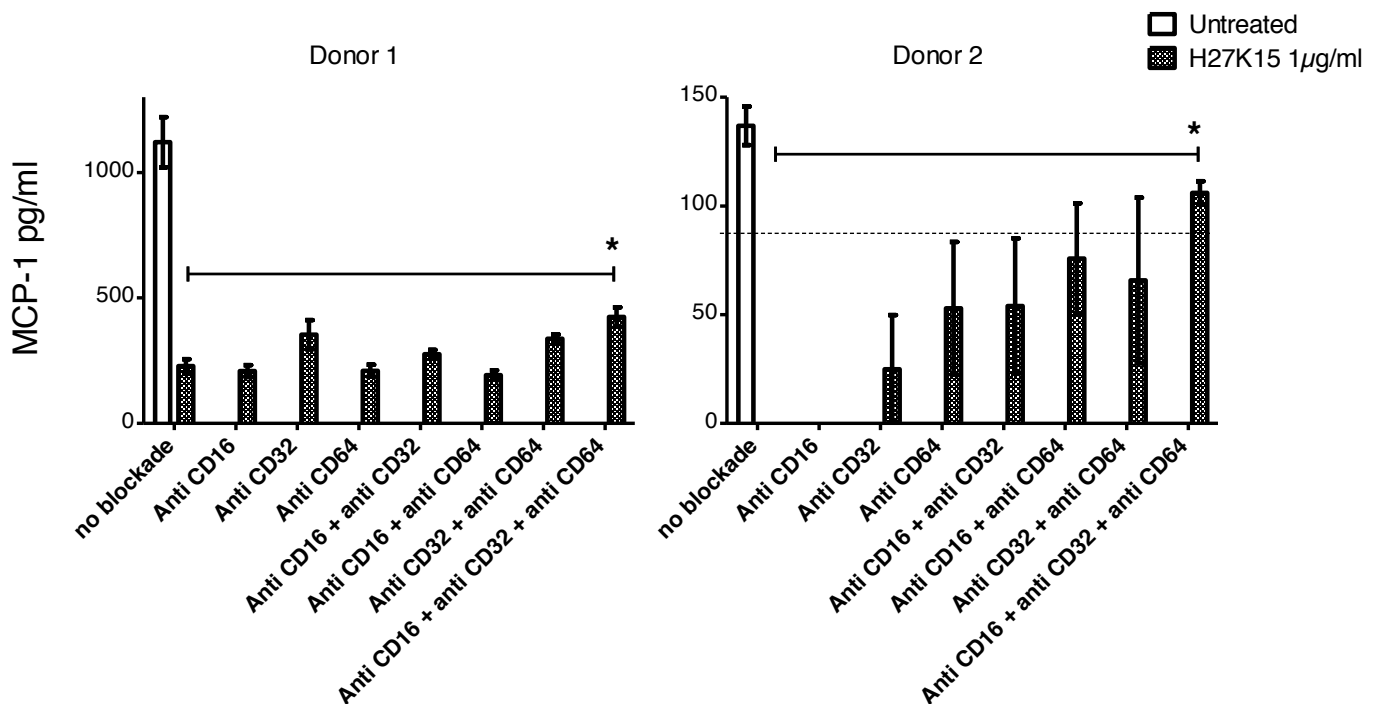 Untreated
H27K15 1µg/ml
Donor 1
Donor 2
MCP-1 pg/ml
1000
500
0
*
no blockade
Anti CD16
Anti CD32
Anti CD64
Anti CD16 + anti CD32
Anti CD16 + anti CD64
Anti CD32 + anti CD64
Anti CD16 + anti CD32 + anti CD64
150
100
50
0
*
no blockade
Anti CD16
Anti CD32
Anti CD64
Anti CD16 + anti CD32
Anti CD16 + anti CD64
Anti CD32 + anti CD64
Anti CD16 + anti CD32 + anti CD64